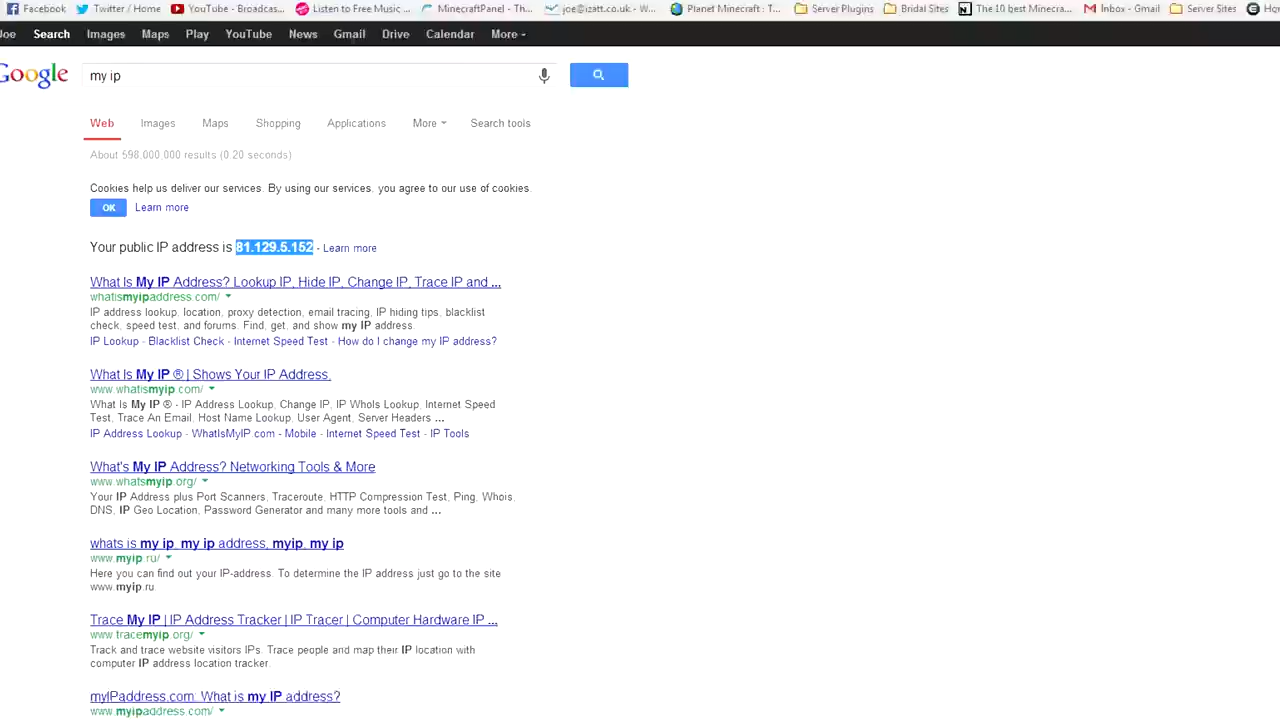 Facebook Twitter / Home YouTube - Broadcas... Listen to Free Music ... MinecraftPanel - Th... joe@izatt.co.uk - W... Planet Minecraft : T... Server Plugins Bridal Sites The 10 best Minecra... Inbox - Gmail Server Sites How
Joe Search Images Maps Play YouTube News Gmail Drive Calendar More
Google my ip
Web Images Maps Shopping Applications More Search tools
About 598,000,000 results (0.20 seconds)
Cookies help us deliver our services. By using our services, you agree to our use of cookies.
OK Learn more
Your public IP address is 81.129.5.152 - Learn more
What Is My IP Address? Lookup IP, Hide IP, Change IP, Trace IP and ...
whatismyipaddress.com/
IP address lookup, location, proxy detection, email tracing, IP hiding tips, blacklist
check, speed test, and forums. Find, get, and show my IP address.
IP Lookup - Blacklist Check - Internet Speed Test - How do I change my IP address?
What Is My IP ® | Shows Your IP Address.
www.whatismyip.com/
What Is My IP ® - IP Address Lookup, Change IP, IP WhoIs Lookup, Internet Speed
Test, Trace An Email, Host Name Lookup, User Agent, Server Headers ...
IP Address Lookup - WhatIsMyIP.com - Mobile - Internet Speed Test - IP Tools
What's My IP Address? Networking Tools & More
www.whatsmyip.org/
Your IP Address plus Port Scanners, Traceroute, HTTP Compression Test, Ping, Whois,
DNS, IP Geo Location, Password Generator and many more tools and ...
whats is my ip, my ip address, myip, my ip
www.myip.ru/
Here you can find out your IP-address. To determine the IP address just go to the site
www.myip.ru.
Trace My IP | IP Address Tracker | IP Tracer | Computer Hardware IP ...
www.tracemyip.org/
Track and trace website visitors IPs. Trace people and map their IP location with
computer IP address location tracker.
myIPaddress.com: What is my IP address?
www.myipaddress.com/